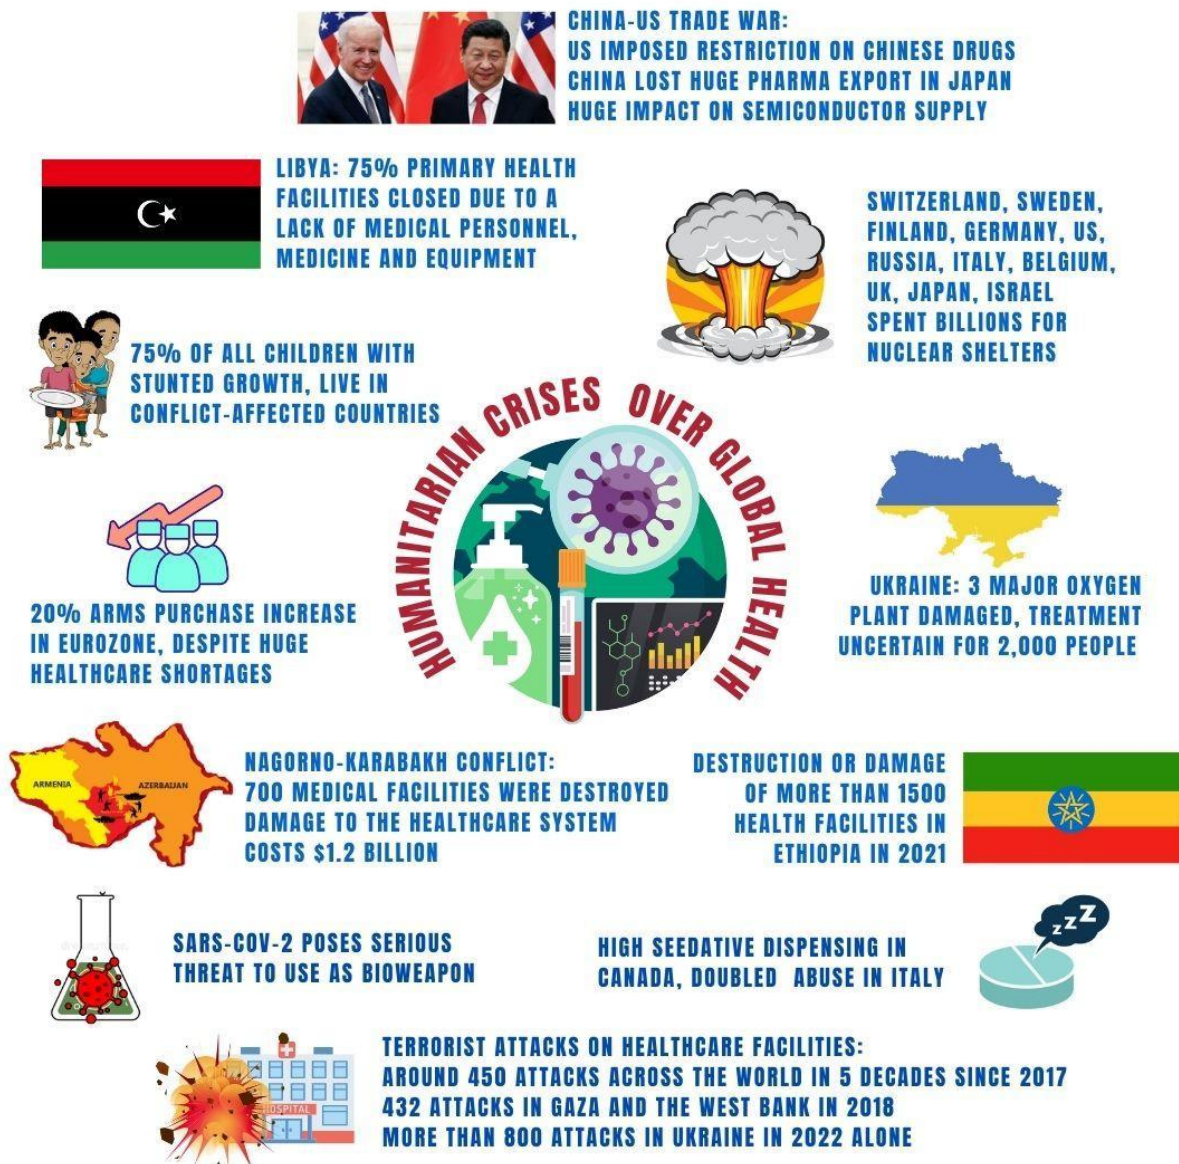 CHINA-US TRADE WAR:
US IMPOSED RESTRICTION ON CHINESE DRUGS
CHINA LOST HUGE PHARMA EXPORT IN JAPAN
HUGE IMPACT ON SEMICONDUCTOR SUPPLY
LIBYA: 75% PRIMARY HEALTH
FACILITIES CLOSED DUE TO A
LACK OF MEDICAL PERSONNEL,
MEDICINE AND EQUIPMENT
SWITZERLAND, SWEDEN,
FINLAND, GERMANY, US,
RUSSIA, ITALY, BELGIUM,
UK, JAPAN, ISRAEL
SPENT BILLIONS FOR
NUCLEAR SHELTERS
75% OF ALL CHILDREN WITH
STUNTED GROWTH, LIVE IN
CONFLICT-AFFECTED COUNTRIES
HUMANITARIAN CRISES OVER GLOBAL HEALTH
20% ARMS PURCHASE INCREASE
IN EUROZONE, DESPITE HUGE
HEALTHCARE SHORTAGES
UKRAINE: 3 MAJOR OXYGEN
PLANT DAMAGED, TREATMENT
UNCERTAIN FOR 2,000 PEOPLE
ARMENIA
AZERBAIJAN
NAGORNO-KARABAKH CONFLICT:
700 MEDICAL FACILITIES WERE DESTROYED
DAMAGE TO THE HEALTHCARE SYSTEM
COSTS $1.2 BILLION
DESTRUCTION OR DAMAGE
OF MORE THAN 1500
HEALTH FACILITIES IN
ETHIOPIA IN 2021
SARS-COV-2 POSES SERIOUS
THREAT TO USE AS BIOWEAPON
HIGH SEEDATIVE DISPENSING IN
CANADA, DOUBLED ABUSE IN ITALY
zzZ
HOSPITAL
TERRORIST ATTACKS ON HEALTHCARE FACILITIES:
AROUND 450 ATTACKS ACROSS THE WORLD IN 5 DECADES SINCE 2017
432 ATTACKS IN GAZA AND THE WEST BANK IN 2018
MORE THAN 800 ATTACKS IN UKRAINE IN 2022 ALONE